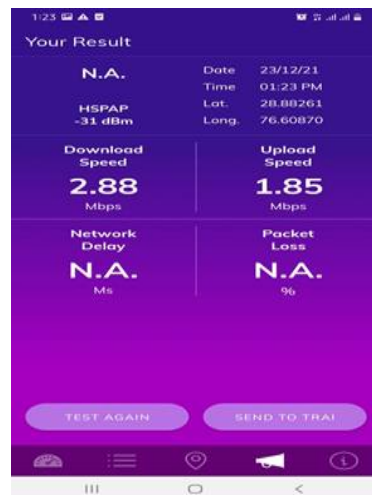 1:23
Your Result
N.A.
HSPAP
-31 dBm
Date 23/12/21
Time 01:23 PM
Lat. 28.88261
Long. 76.60870
Download
Speed
2.88
Mbps
Upload
Speed
1.85
Mbps
Network
Delay
N.A.
Ms
Packet
Loss
N.A.
%
TEST AGAIN
SEND TO TRAI